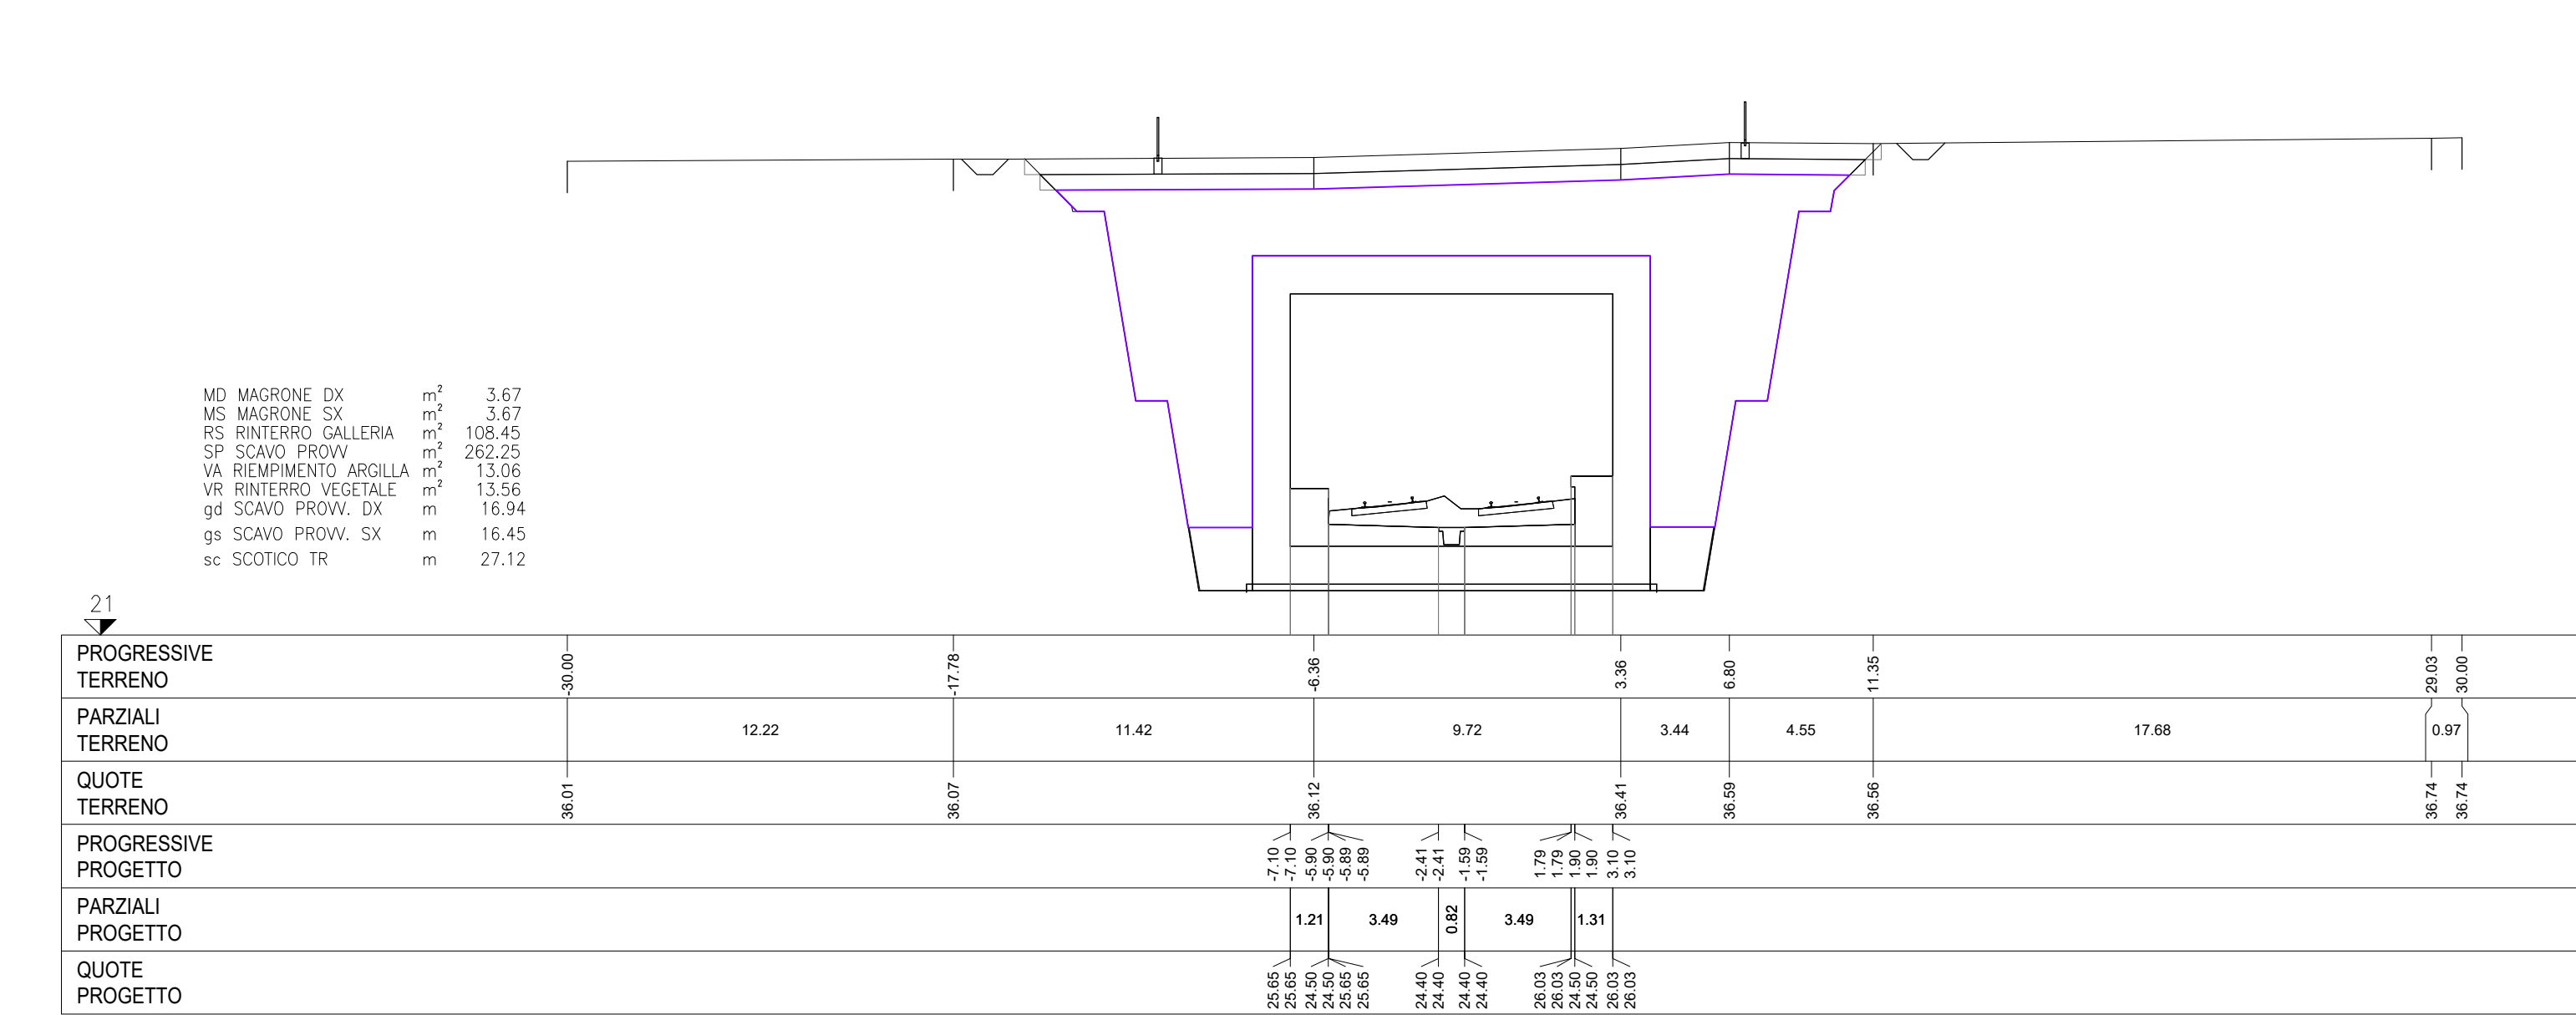 MD MAGRONE DX m² 3.67
MS MAGRONE SX m² 3.67
RS RINTERRO GALLERIA m² 108.45
SP SCAVO PROVV m² 262.25
VA RIEMPIMENTO ARGILLA m² 13.06
VR RINTERRO VEGETALE m² 13.56
gd SCAVO PROVV. DX m 16.94
gs SCAVO PROVV. SX m 16.45
sc SCOTICO TR m 27.12
21
PROGRESSIVE
TERRENO
-30.00 -17.78 -6.36 3.36 6.80 11.35 29.03 30.00
PARZIALI
TERRENO
12.22 11.42 9.72 3.44 4.55 17.68 0.97
QUOTE
TERRENO
36.01 36.07 36.12 36.41 36.59 36.56 36.74 36.74
PROGRESSIVE
PROGETTO
-7.10 -7.10 -5.90 -5.90 -5.89 -5.89 -2.41 -2.41 -1.59 -1.59 1.79 1.79 1.90 1.90 3.10 3.10
PARZIALI
PROGETTO
1.21 3.49 0.82 3.49 1.31
QUOTE
PROGETTO
25.65 25.65 24.50 24.50 25.65 25.65 24.40 24.40 24.40 24.40 26.03 26.03 24.50 24.50 26.03 26.03